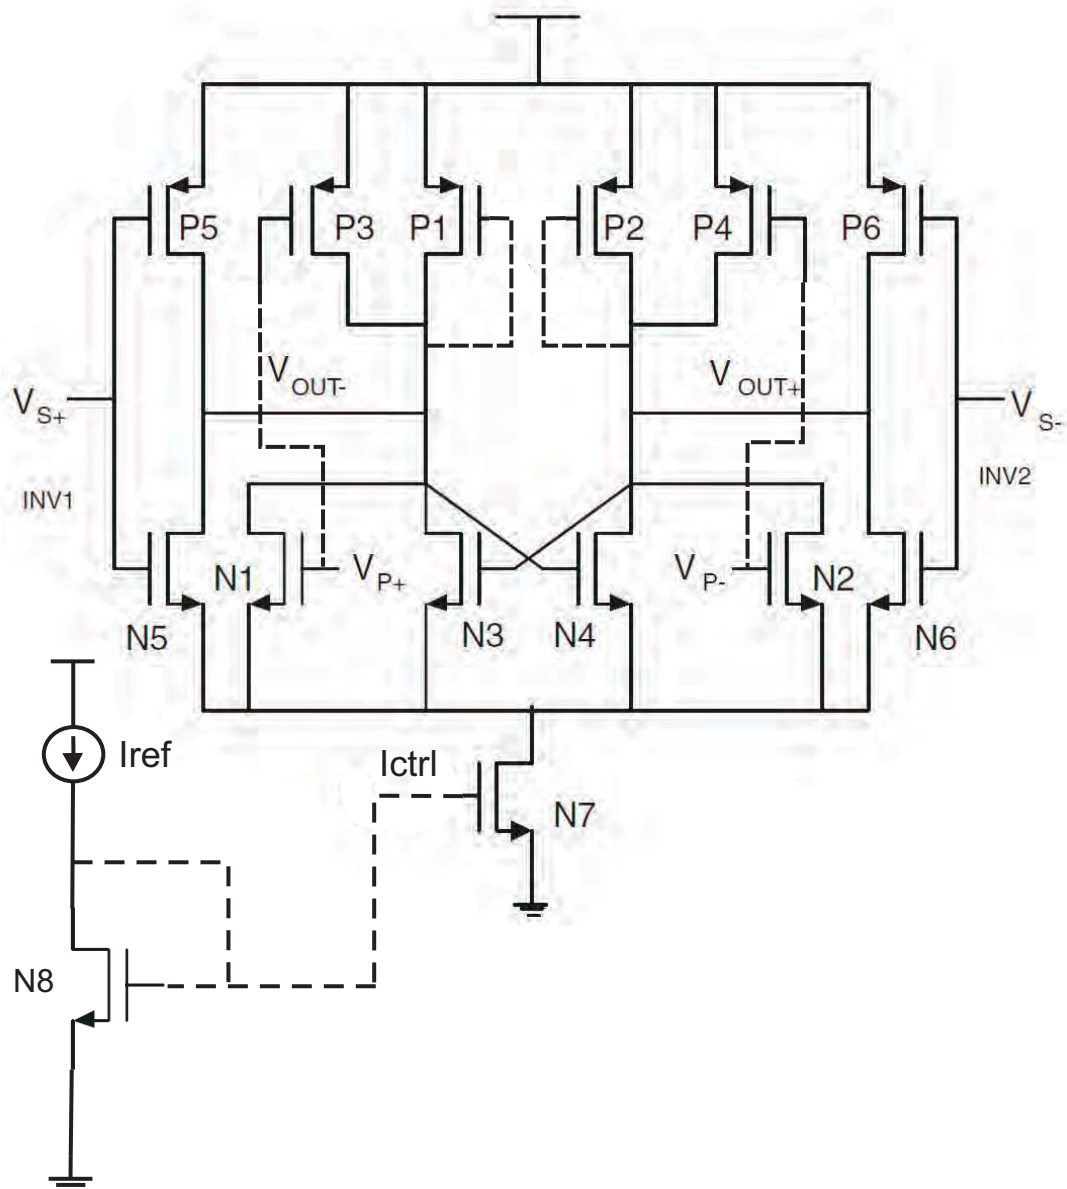 P5 P3 P1 P2 P4 P6
VOUT- VOUT+
VS+ VS-
INV1 INV2
N1 VP+ VP- N2
N5 N3 N4 N6
Iref Ictrl
N7
N8